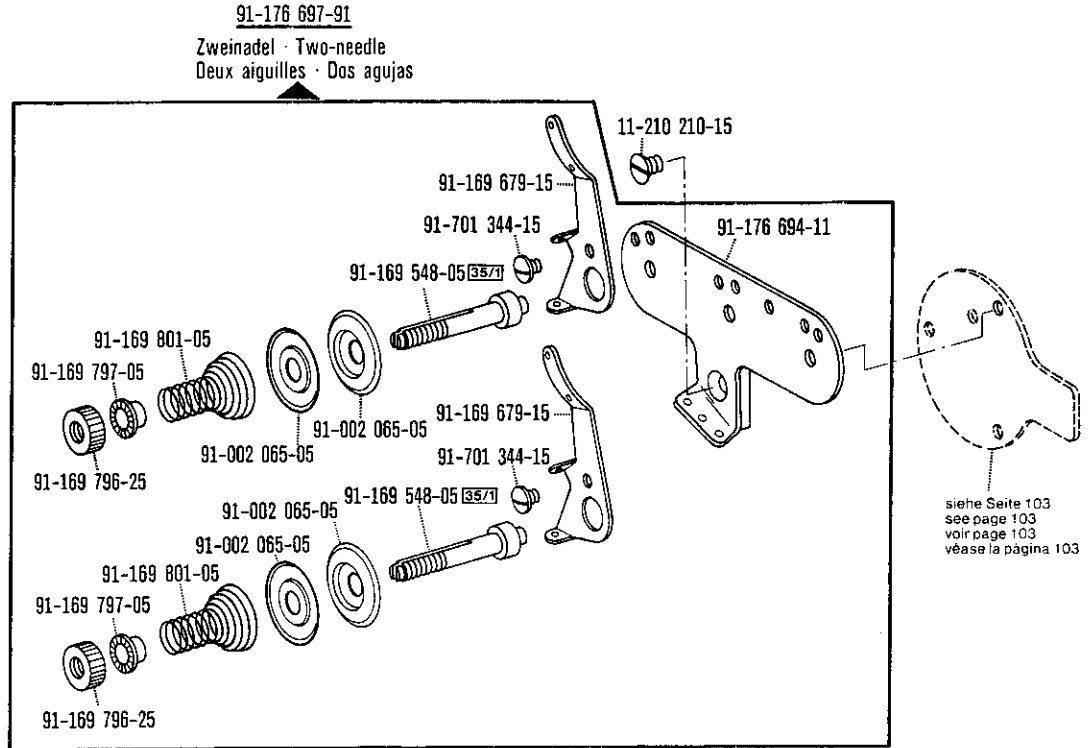 91-176 697-91
Zweinadel · Two-needle
Deux aiguilles · Dos agujas
11-210 210-15
91-169 679-15
91-701 344-15
91-176 694-11
91-169 548-05 35/1
91-169 801-05
91-169 797-05
91-002 065-05
91-002 065-05
91-169 796-25
91-169 679-15
91-701 344-15
91-169 548-05 35/1
91-002 065-05
91-002 065-05
91-169 801-05
91-169 797-05
91-169 796-25
siehe Seite 103
see page 103
voir page 103
véase la página 103